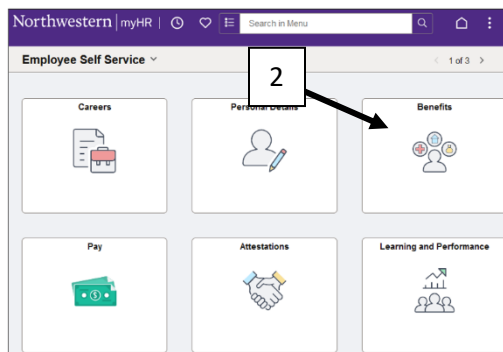 Northwestern | myHR | Search in Menu
Employee Self Service 1 of 3
2
Careers Personal Details Benefits
Pay Attestations Learning and Performance